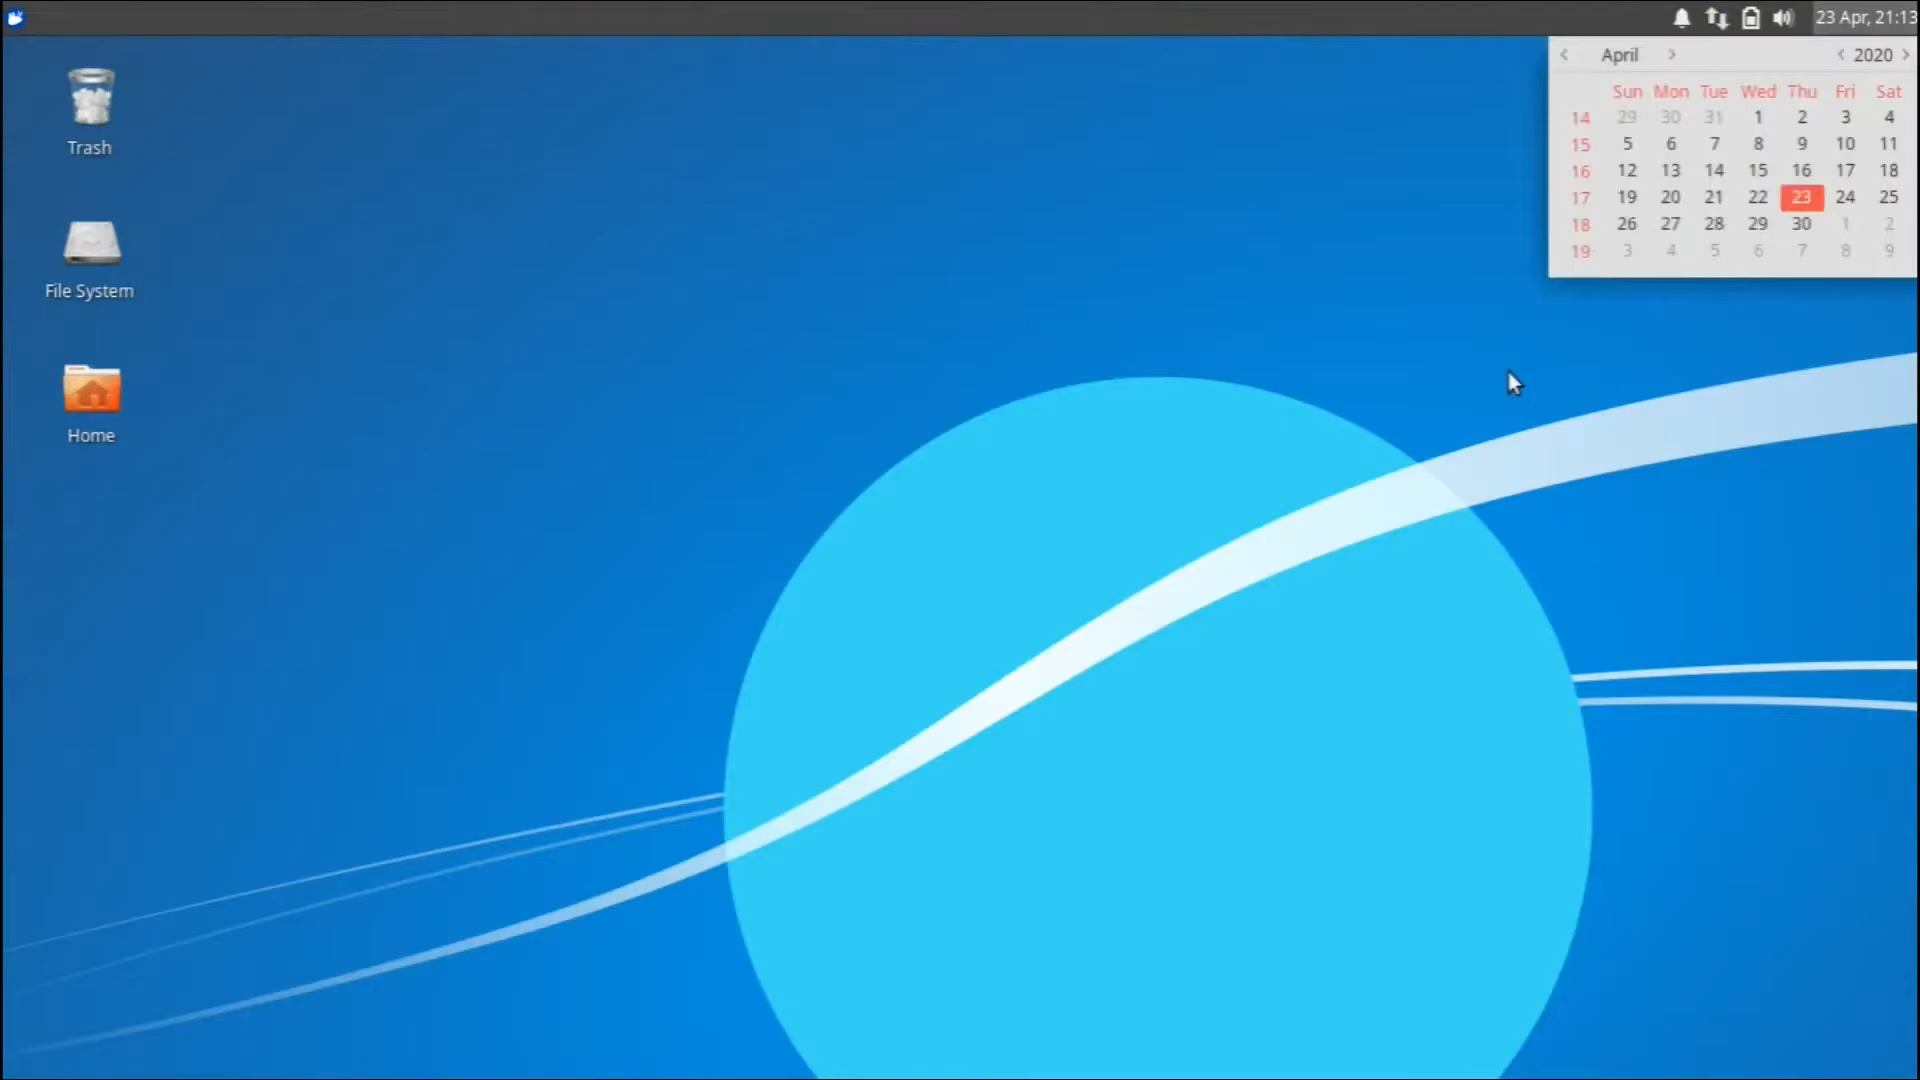 23 Apr, 21:13
Trash
File System
Home
April 2020
Sun Mon Tue Wed Thu Fri Sat
14 29 30 31 1 2 3 4
15 5 6 7 8 9 10 11
16 12 13 14 15 16 17 18
17 19 20 21 22 23 24 25
18 26 27 28 29 30 1 2
19 3 4 5 6 7 8 9